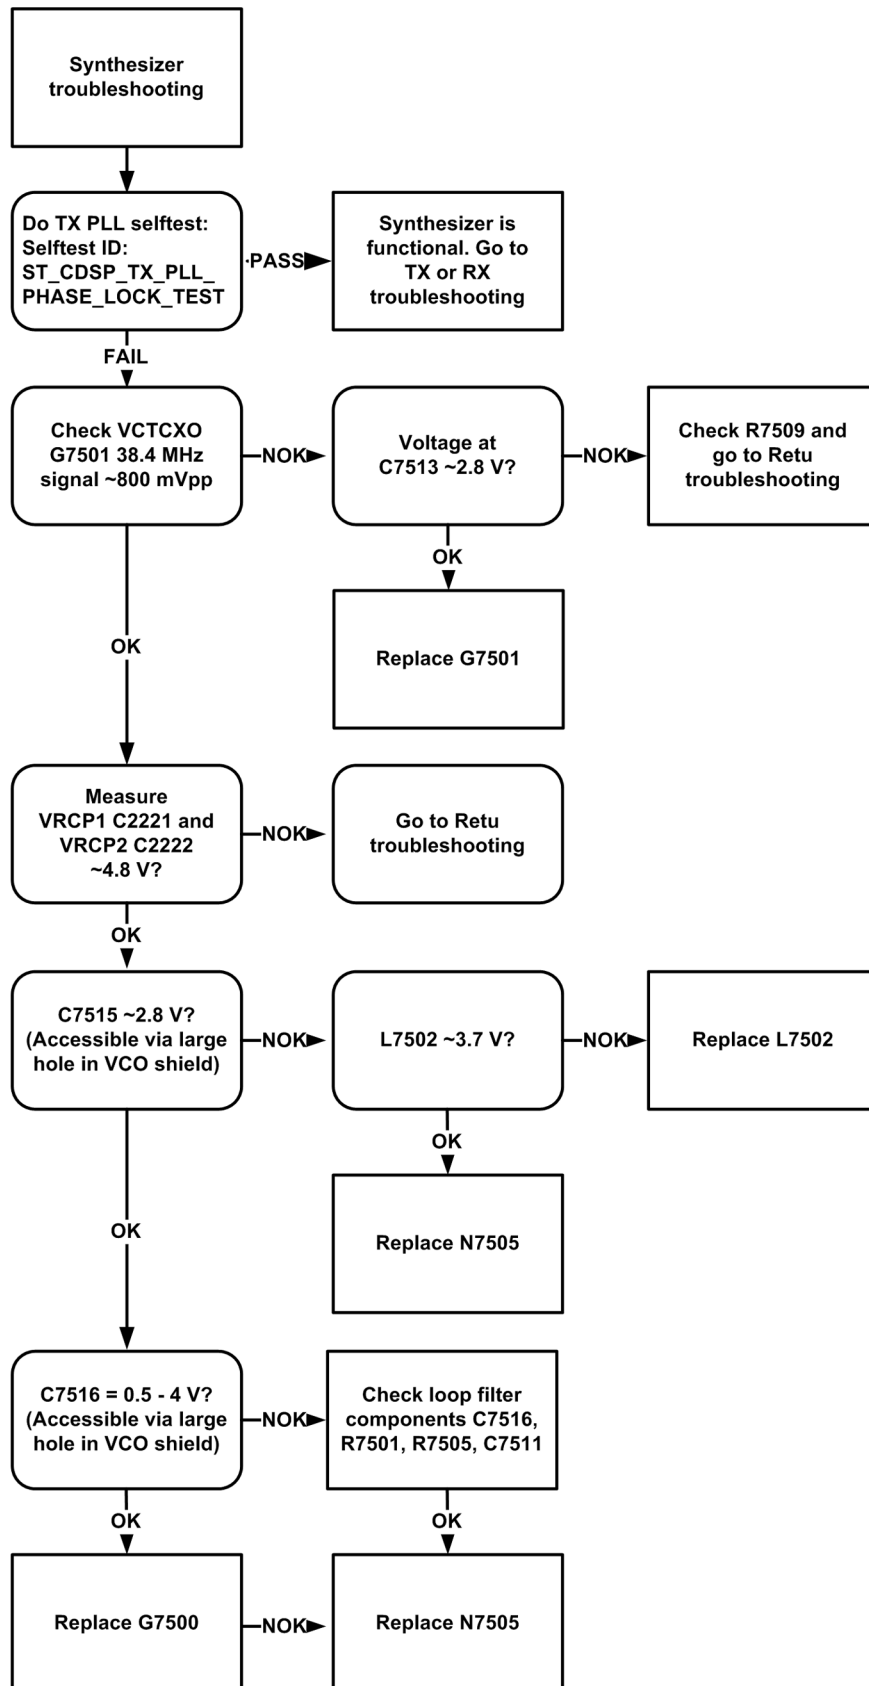 Synthesizer
troubleshooting
Do TX PLL selftest:
Selftest ID:
ST_CDSP_TX_PLL_
PHASE_LOCK_TEST
PASS
Synthesizer is
functional. Go to
TX or RX
troubleshooting
FAIL
Check VCTCXO
G7501 38.4 MHz
signal ~800 mVpp
NOK
Voltage at
C7513 ~2.8 V?
NOK
Check R7509 and
go to Retu
troubleshooting
OK
Replace G7501
OK
Measure
VRCP1 C2221 and
VRCP2 C2222
~4.8 V?
NOK
Go to Retu
troubleshooting
OK
C7515 ~2.8 V?
(Accessible via large
hole in VCO shield)
NOK
L7502 ~3.7 V?
NOK
Replace L7502
OK
Replace N7505
OK
C7516 = 0.5 - 4 V?
(Accessible via large
hole in VCO shield)
NOK
Check loop filter
components C7516,
R7501, R7505, C7511
OK
OK
Replace G7500
NOK
Replace N7505